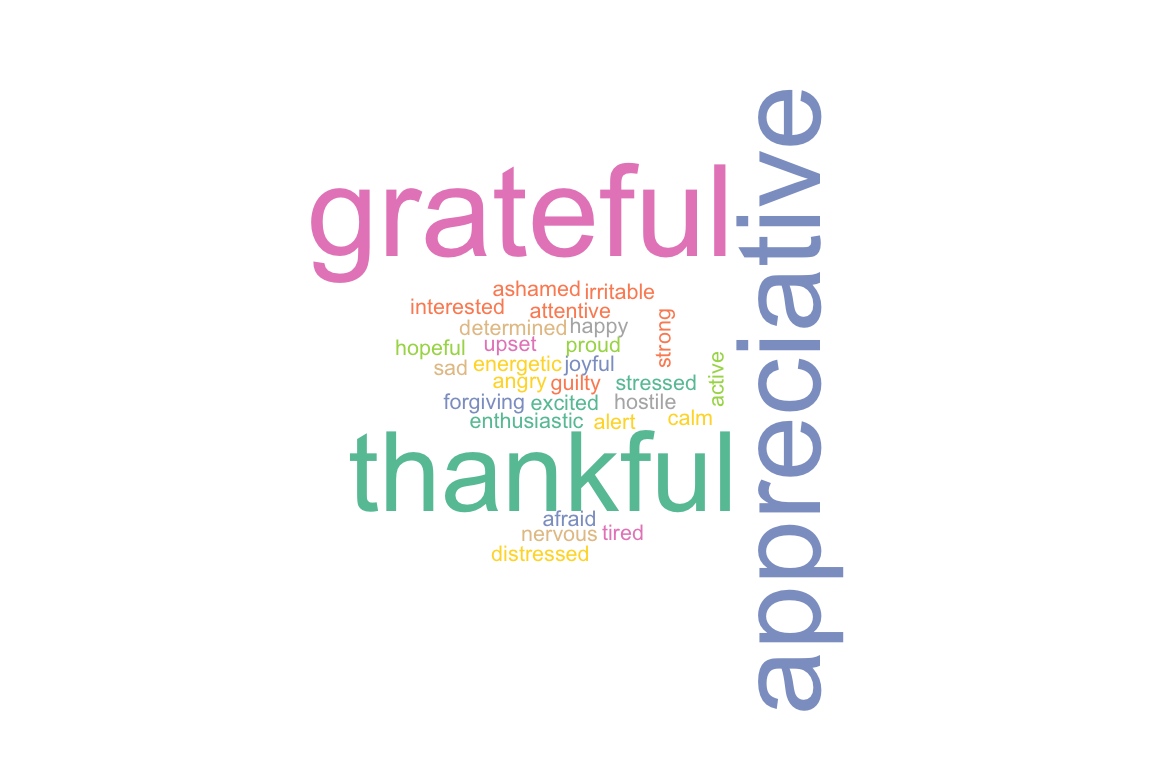 grateful
appreciative
ashamed irritable
interested attentive
determined happy
strong
hopeful upset proud
sad energetic joyful
angry guilty stressed
active
forgiving excited hostile
enthusiastic alert calm
thankful
afraid
nervous tired
distressed